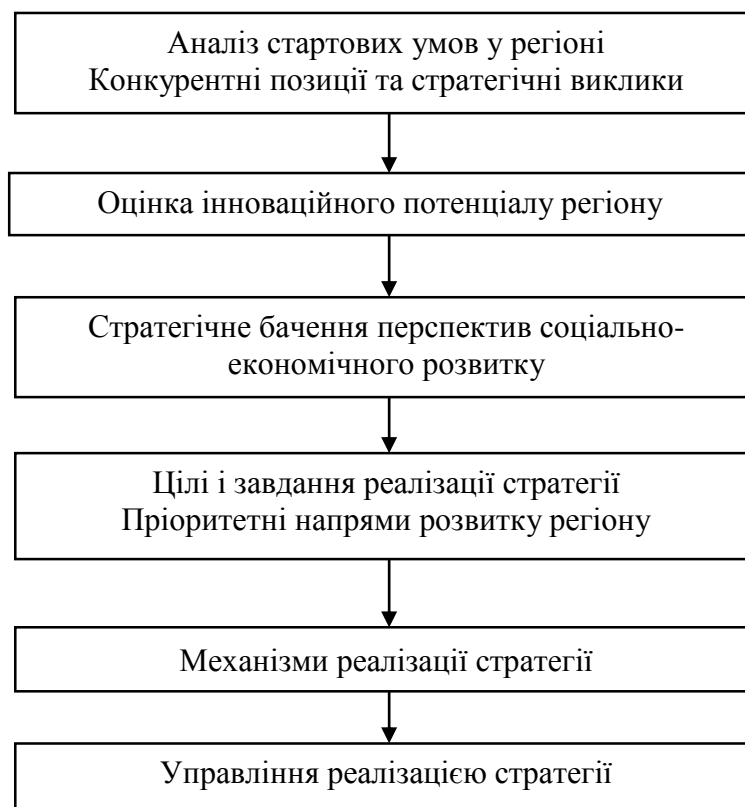 Аналіз стартових умов у регіоні
Конкурентні позиції та стратегічні виклики
Оцінка інноваційного потенціалу регіону
Стратегічне бачення перспектив соціально-
економічного розвитку
Цілі і завдання реалізації стратегії
Пріоритетні напрями розвитку регіону
Механізми реалізації стратегії
Управління реалізацією стратегії